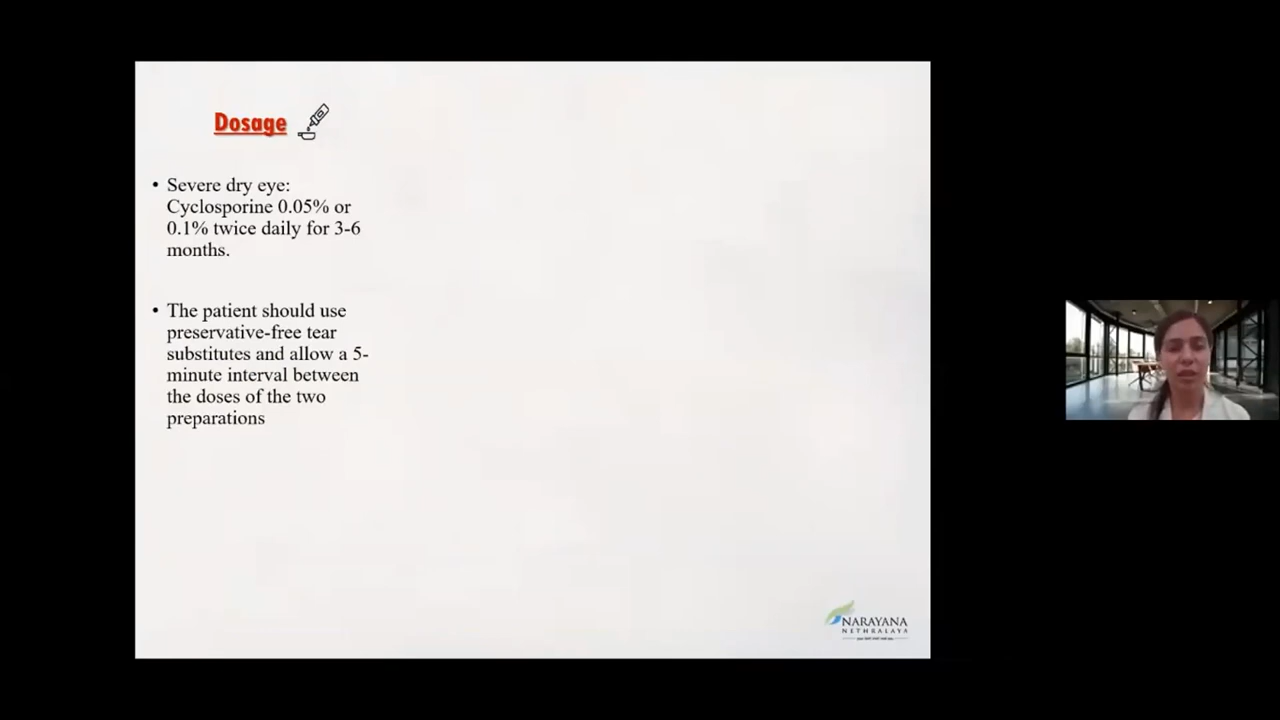 Dosage
• Severe dry eye:
Cyclosporine 0.05% or
0.1% twice daily for 3-6
months.
• The patient should use
preservative-free tear
substitutes and allow a 5-
minute interval between
the doses of the two
preparations
NARAYANA
NETHRALAYA